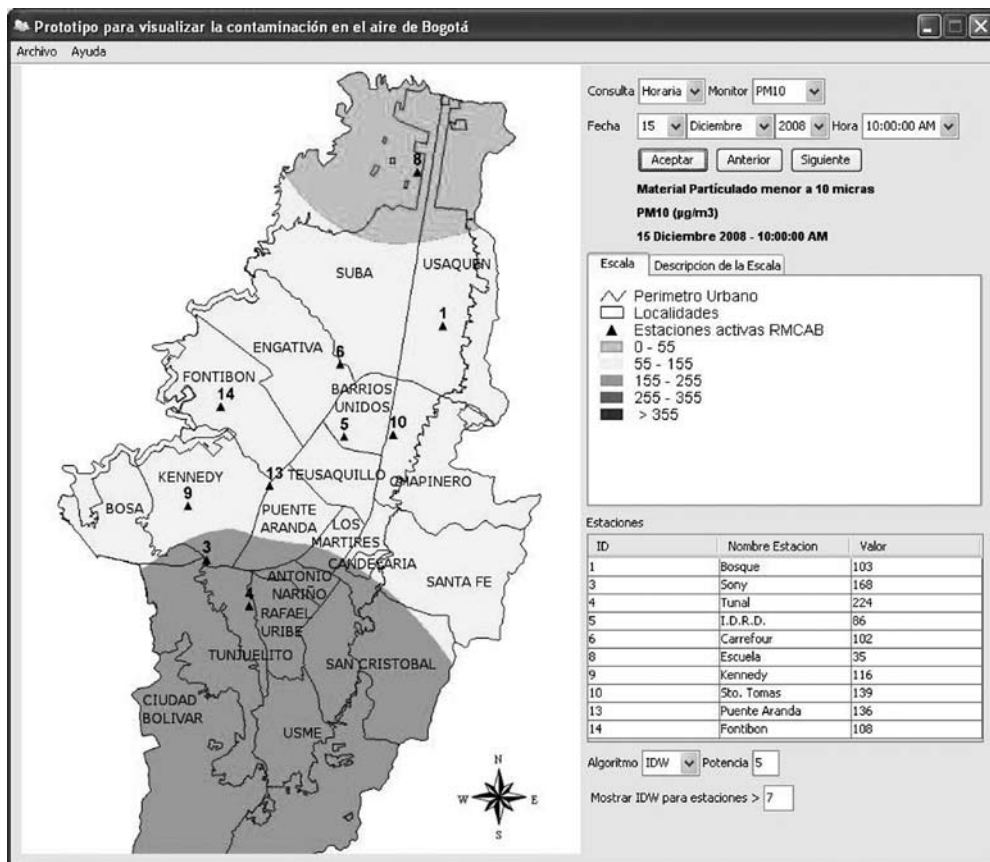 Prototipo para visualizar la contaminación en el aire de Bogotá
Archivo Ayuda
Consulta Horaria Monitor PM10
Fecha 15 Diciembre 2008 Hora 10:00:00 AM
Aceptar Anterior Siguiente
Material Partículado menor a 10 micras
PM10 (µg/m3)
15 Diciembre 2008 - 10:00:00 AM
Escala Descripcion de la Escala
Perimetro Urbano
Localidades
Estaciones activas RMCAB
0 - 55
55 - 155
155 - 255
255 - 355
> 355
Estaciones
ID Nombre Estacion Valor
1 Bosque 103
3 Sony 168
4 Tunal 224
5 I.D.R.D. 86
6 Carrefour 102
8 Escuela 35
9 Kennedy 116
10 Sto. Tomas 139
13 Puente Aranda 136
14 Fontibon 108
Algoritmo IDW Potencia 5
Mostrar IDW para estaciones > 7
8
SUBA USAQUEN
1
ENGATIVA 6
FONTIBON
14
BARRIOS
UNIDOS
5 10
KENNEDY 13 TEUSAQUILLO CHAPINERO
9
BOSA PUENTE
ARANDA LOS
MARTIRES
3 CANDELARIA
ANTONIO
NARIÑO SANTA FE
4
RAFAEL
URIBE
TUNJUELITO SAN CRISTOBAL
CIUDAD
BOLIVAR
USME
N
W E
S